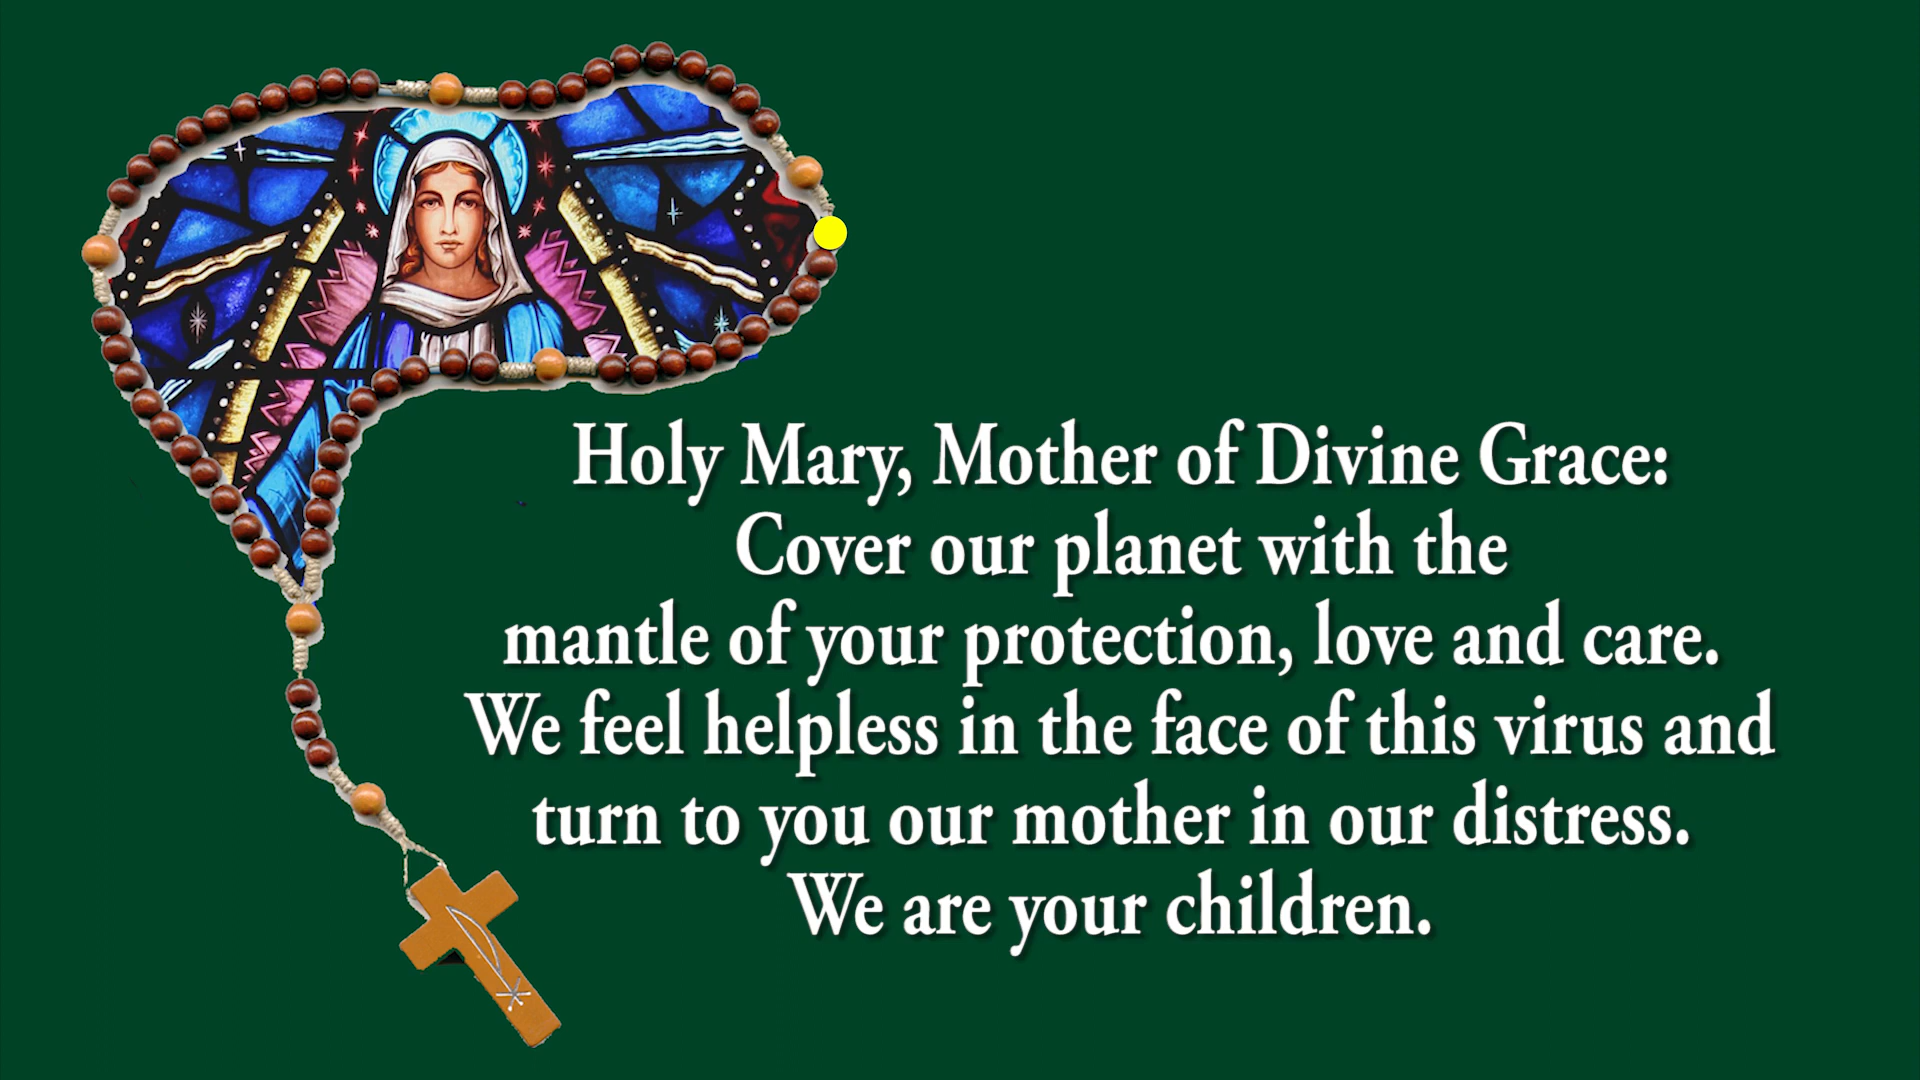 Holy Mary, Mother of Divine Grace:
Cover our planet with the
mantle of your protection, love and care.
We feel helpless in the face of this virus and
turn to you our mother in our distress.
We are your children.